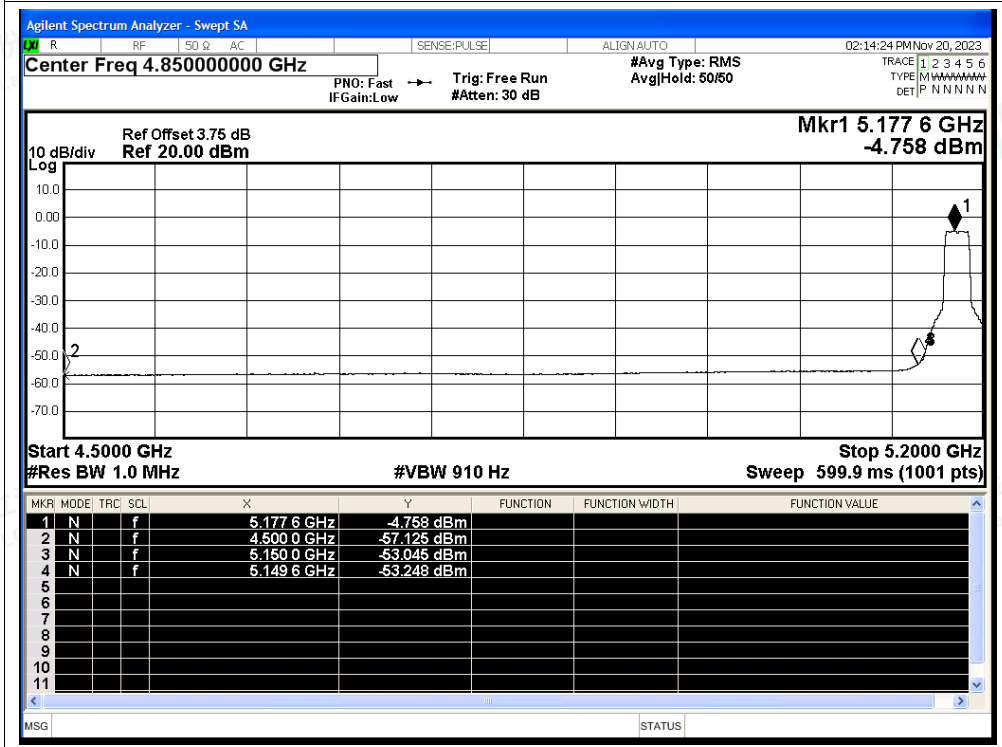 Agilent Spectrum Analyzer - Swept SA
LXI R RF 50 Ω AC SENSE:PULSE ALIGN AUTO 02:14:24 PM Nov 20, 2023
Center Freq 4.850000000 GHz
PNO: Fast
IFGain:Low
Trig: Free Run
#Atten: 30 dB
#Avg Type: RMS
Avg|Hold: 50/50
TRACE 1 2 3 4 5 6
TYPE M WWWWW
DET P N N N N N
Mkr1 5.177 6 GHz
-4.758 dBm
Ref Offset 3.75 dB
10 dB/div Ref 20.00 dBm
Log
10.0
0.00
-10.0
-20.0
-30.0
-40.0
-50.0
-60.0
-70.0
1
2
Start 4.5000 GHz Stop 5.2000 GHz
#Res BW 1.0 MHz #VBW 910 Hz Sweep 599.9 ms (1001 pts)
MKR MODE TRC SCL X Y FUNCTION FUNCTION WIDTH FUNCTION VALUE
1 N f 5.177 6 GHz -4.758 dBm
2 N f 4.500 0 GHz -57.125 dBm
3 N f 5.150 0 GHz -53.045 dBm
4 N f 5.149 6 GHz -53.248 dBm
5
6
7
8
9
10
11
MSG STATUS